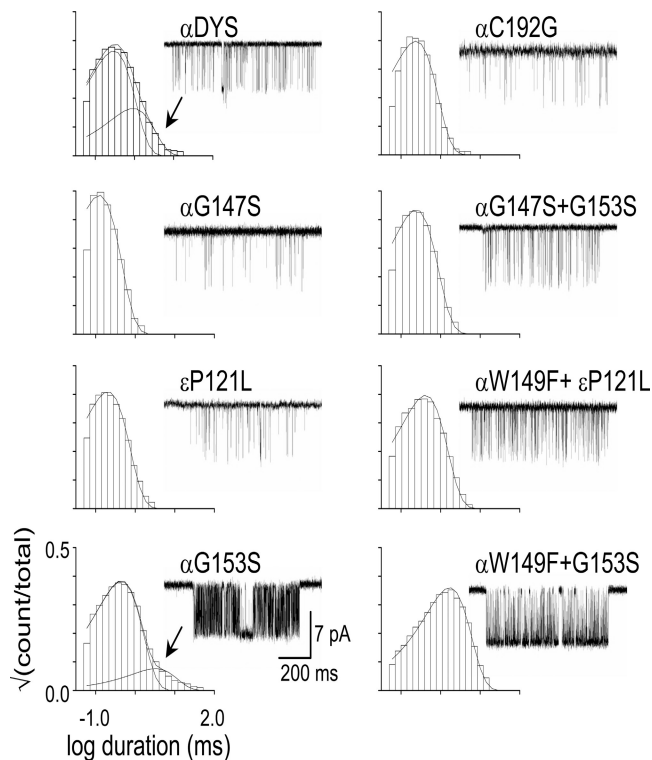 αDYS
αC192G
αG147S
αG147S+G153S
εP121L
αW149F+ εP121L
αG153S
αW149F+G153S
0.5
0.0
√(count/total)
7 pA
200 ms
-1.0
2.0
log duration (ms)